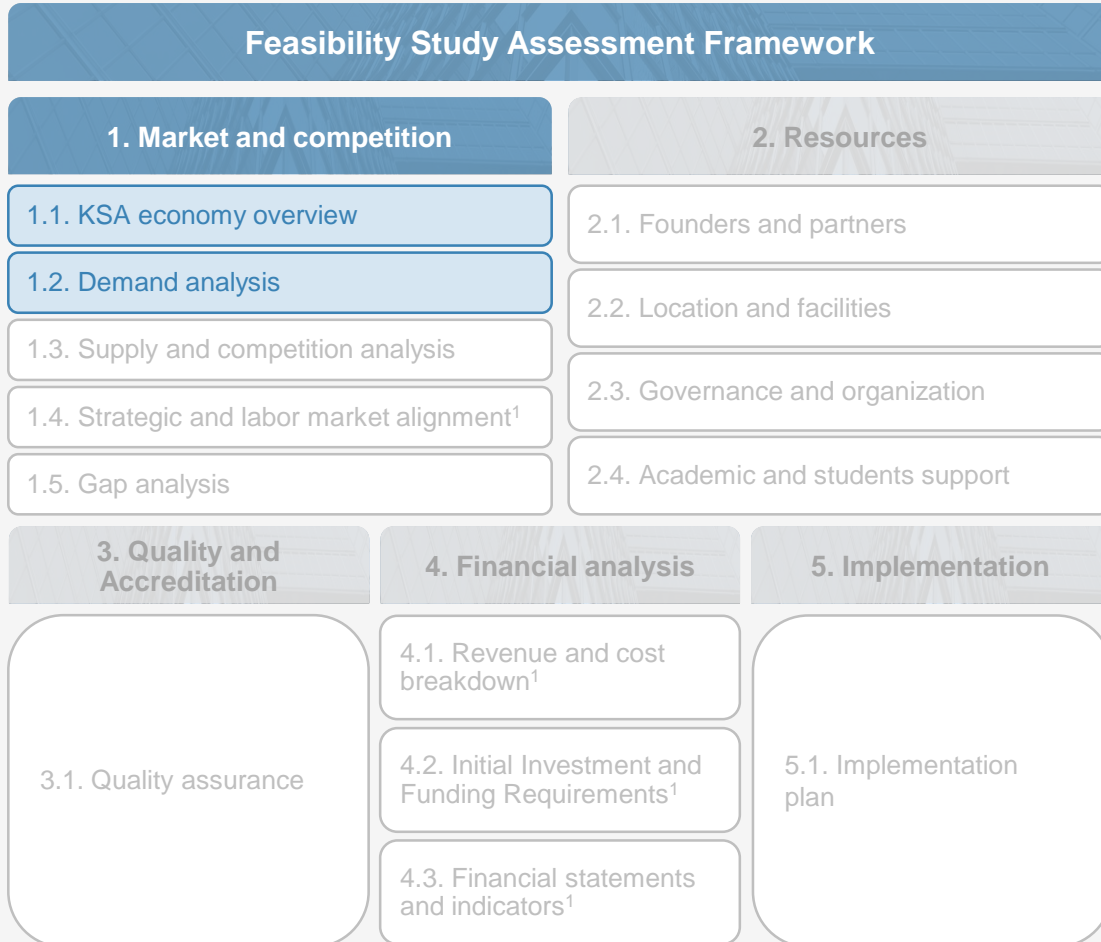 Feasibility Study Assessment Framework
1. Market and competition
1.1. KSA economy overview
1.2. Demand analysis
1.3. Supply and competition analysis
1.4. Strategic and labor market alignment¹
1.5. Gap analysis
2. Resources
2.1. Founders and partners
2.2. Location and facilities
2.3. Governance and organization
2.4. Academic and students support
3. Quality and
Accreditation
3.1. Quality assurance
4. Financial analysis
4.1. Revenue and cost
breakdown¹
4.2. Initial Investment and
Funding Requirements¹
4.3. Financial statements
and indicators¹
5. Implementation
5.1. Implementation
plan